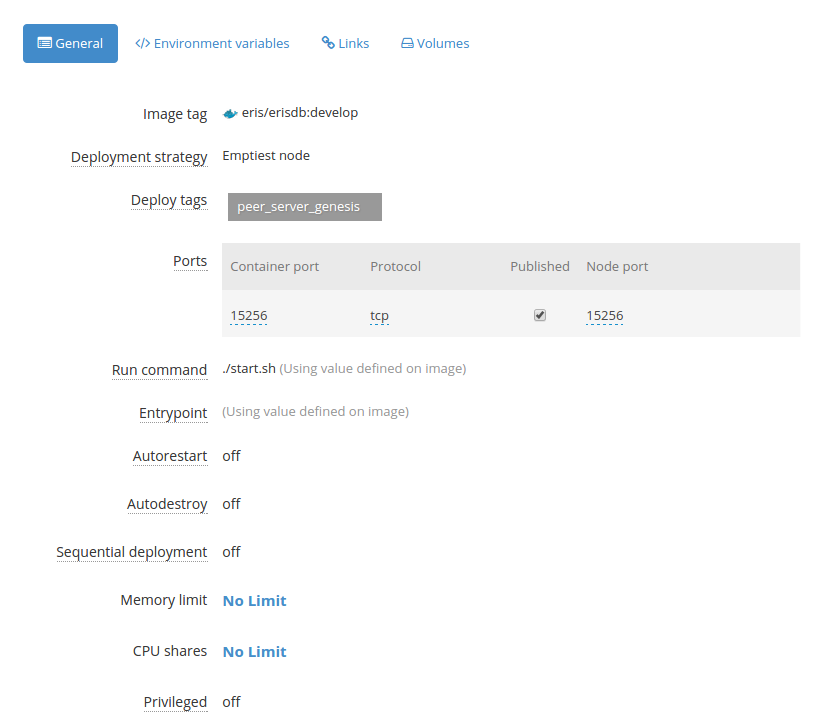 General Environment variables Links Volumes
Image tag eris/erisdb:develop
Deployment strategy Emptiest node
Deploy tags peer_server_genesis
Ports Container port Protocol Published Node port
15256 tcp 15256
Run command ./start.sh (Using value defined on image)
Entrypoint (Using value defined on image)
Autorestart off
Autodestroy off
Sequential deployment off
Memory limit No Limit
CPU shares No Limit
Privileged off